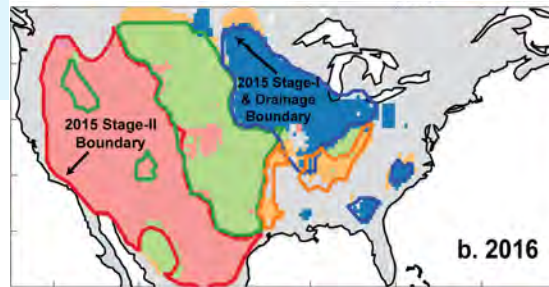 2015 Stage-II
Boundary
2015 Stage-I
& Drainage
Boundary
b. 2016